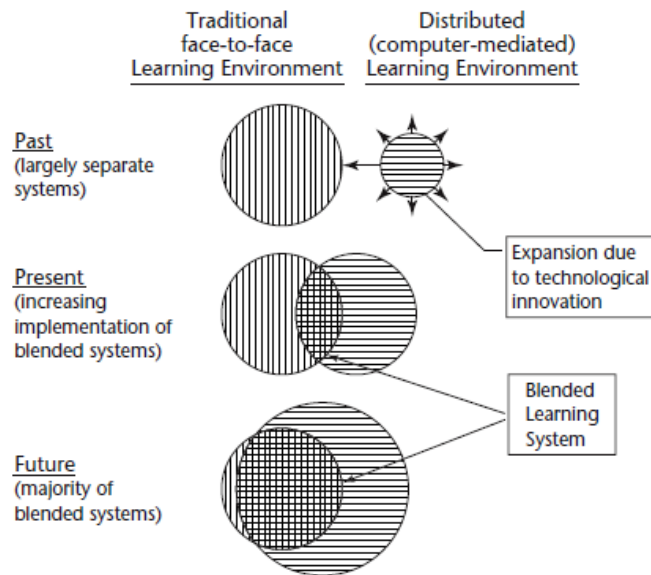 Traditional
face-to-face
Learning Environment
Distributed
(computer-mediated)
Learning Environment
Past
(largely separate
systems)
Expansion due
to technological
innovation
Present
(increasing
implementation of
blended systems)
Blended
Learning
System
Future
(majority of
blended systems)